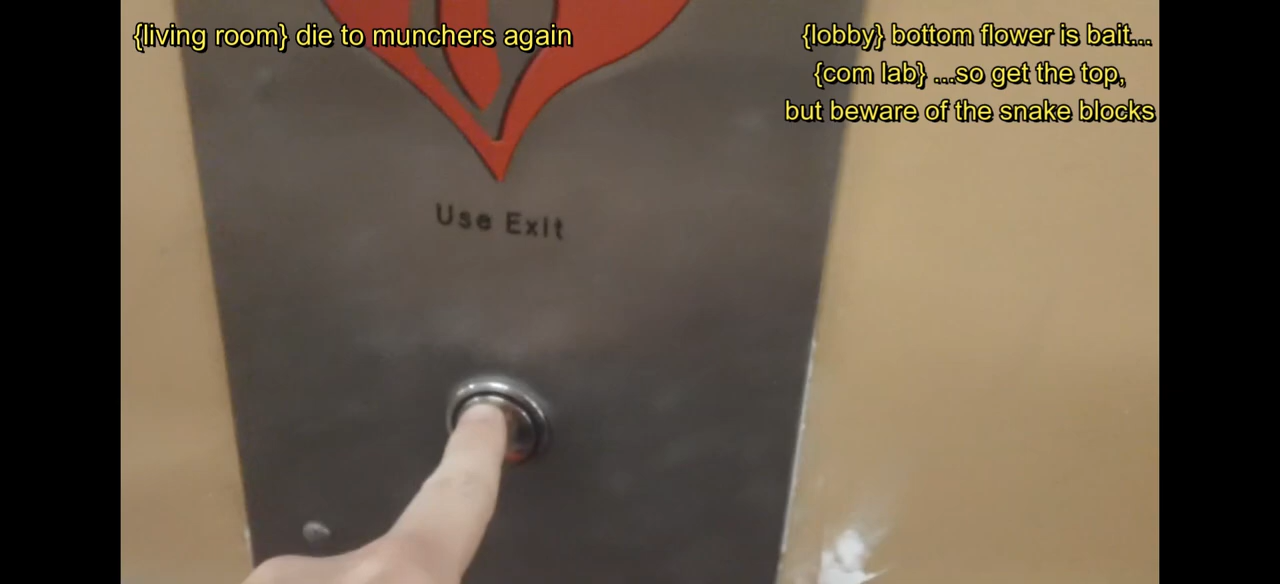 {living room} die to munchers again
{lobby} bottom flower is bait...
{com lab} ...so get the top,
but beware of the snake blocks
Use Exit